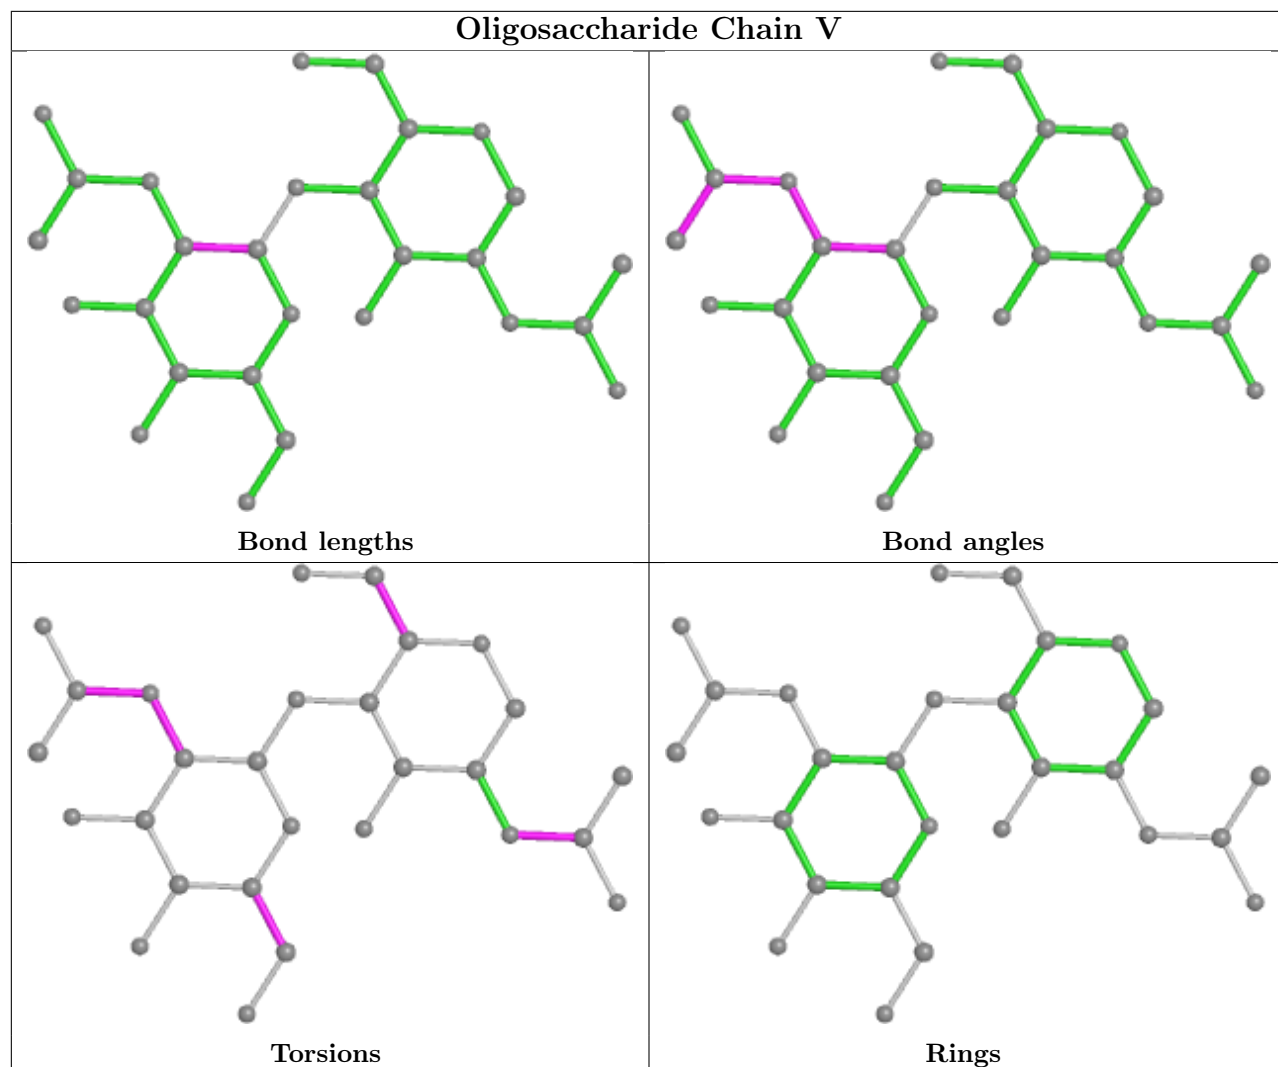 Oligosaccharide Chain V
Bond lengths
Bond angles
Torsions
Rings